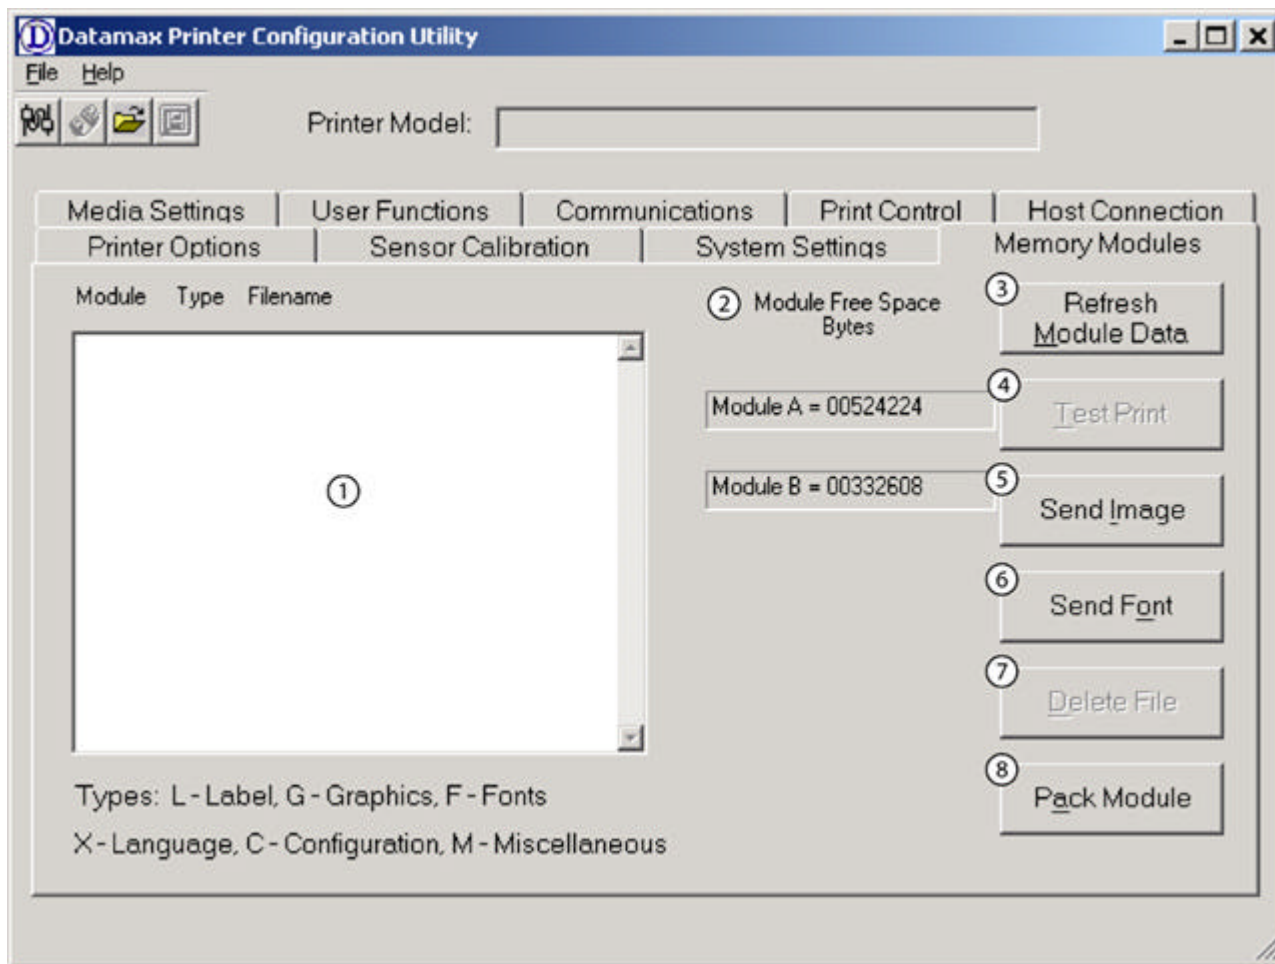 Datamax Printer Configuration Utility
File Help
Printer Model:
Media Settings User Functions Communications Print Control Host Connection
Printer Options Sensor Calibration System Settings Memory Modules
Module Type Filename
2 Module Free Space
Bytes
3 Refresh
Module Data
Module A = 00524224
4 Test Print
1
Module B = 00332608
5 Send Image
6 Send Font
7 Delete File
8 Pack Module
Types: L - Label, G - Graphics, F - Fonts
X - Language, C - Configuration, M - Miscellaneous